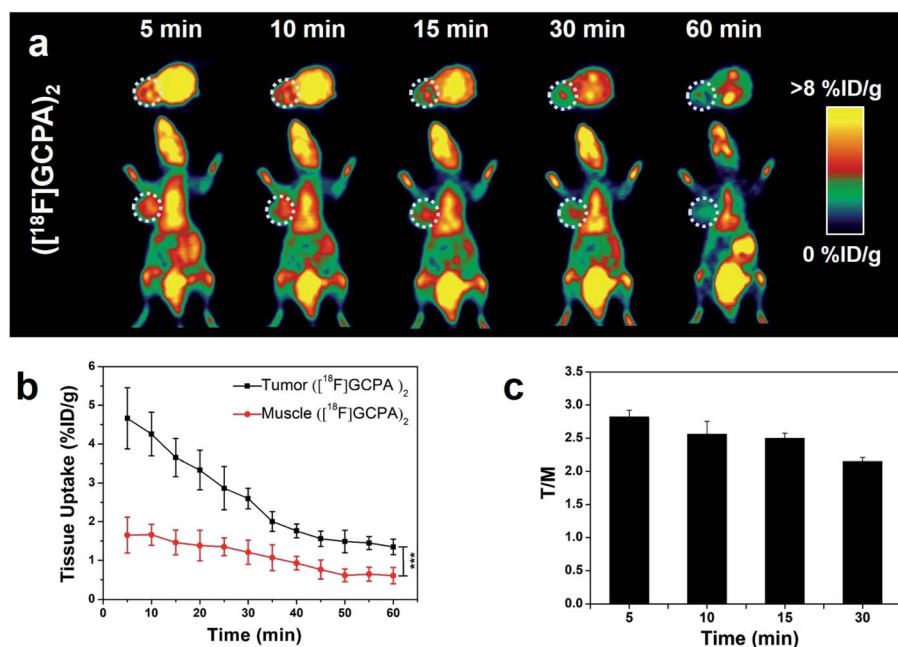 a
5 min 10 min 15 min 30 min 60 min
([¹⁸F]GCPA)₂
>8 %ID/g
0 %ID/g
b
Tissue Uptake (%ID/g)
6
5
4
3
2
1
0
Tumor ([¹⁸F]GCPA )₂
Muscle ([¹⁸F]GCPA)₂
***
0 10 20 30 40 50 60
Time (min)
c
T/M
3.5
3.0
2.5
2.0
1.5
1.0
0.5
0.0
5 10 15 30
Time (min)